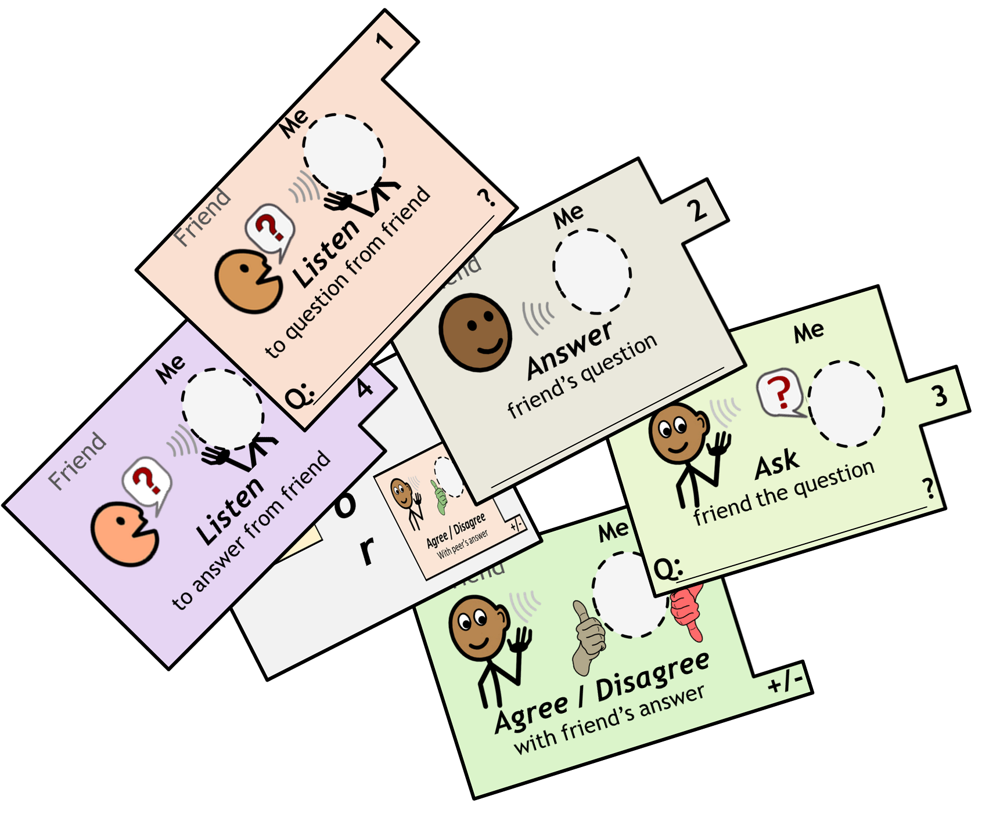 1
Me
Friend
?
?
Listen
to question from friend
Q:
2
Me
Answer
friend's question
3
Me
?
Ask
friend the question
?
Q:
4
Me
Friend
?
Listen
to answer from friend
o
r
Agree / Disagree
With peer's answer
+/-
Me
Agree / Disagree
with friend's answer
+/-